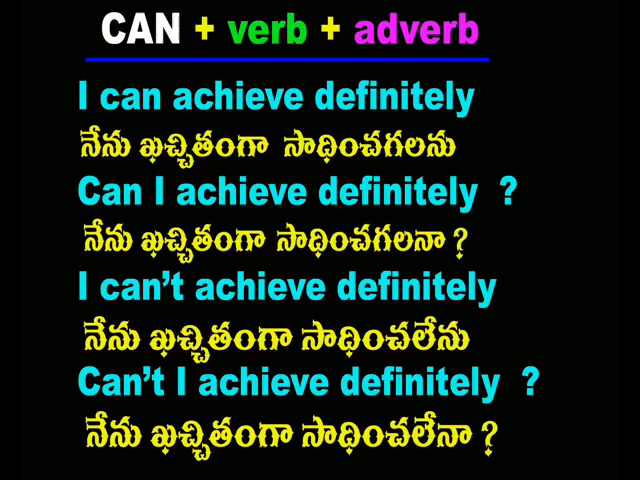 CAN + verb + adverb
I can achieve definitely
నేను ఖచ్చితంగా సాధించగలను
Can I achieve definitely ?
నేను ఖచ్చితంగా సాధించగలనా ?
I can’t achieve definitely
నేను ఖచ్చితంగా సాధించలేను
Can’t I achieve definitely ?
నేను ఖచ్చితంగా సాధించలేనా ?